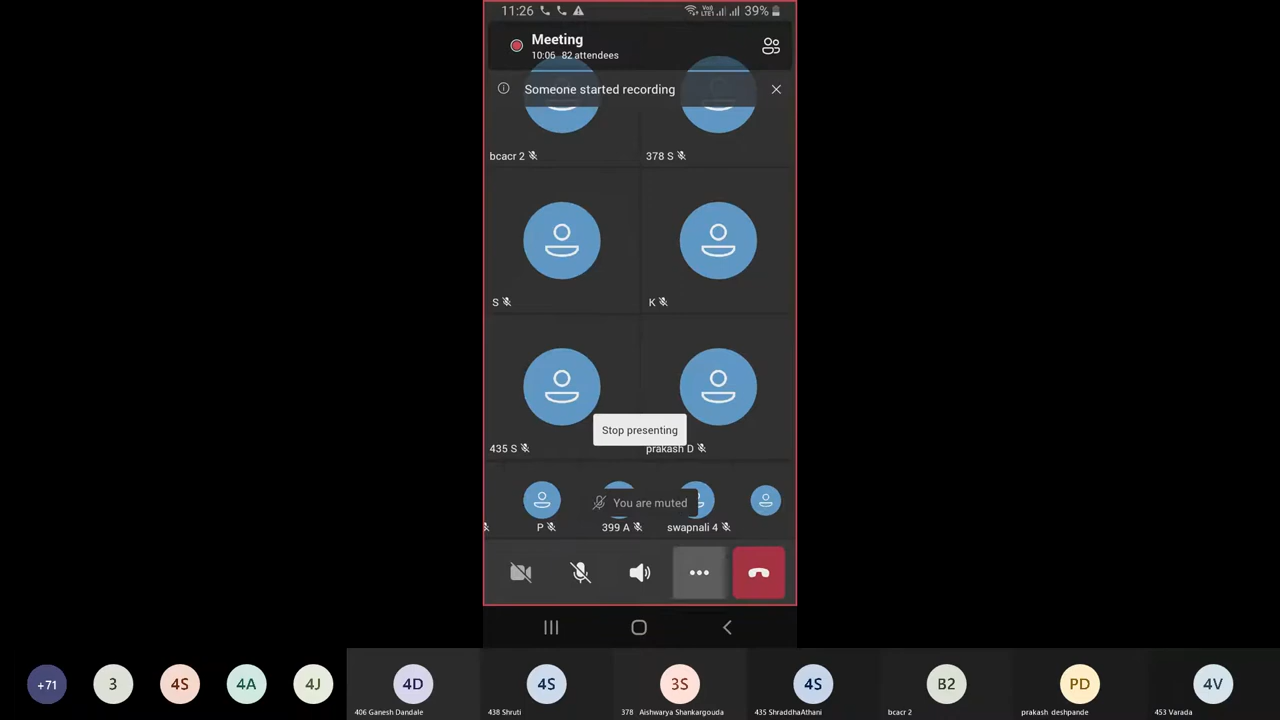 11:26 39%
Meeting
10:06 82 attendees
Someone started recording
bcacr 2 378 S
S K
435 S prakash D
Stop presenting
You are muted
P 399 A swapnali 4
+71 3 4S 4A 4J 4D 4S 3S 4S B2 PD 4V
406 Ganesh Dandale 438 Shruti 378 Aishwarya Shankargouda 435 ShraddhaAthani bcacr 2 prakash deshpande 453 Varada